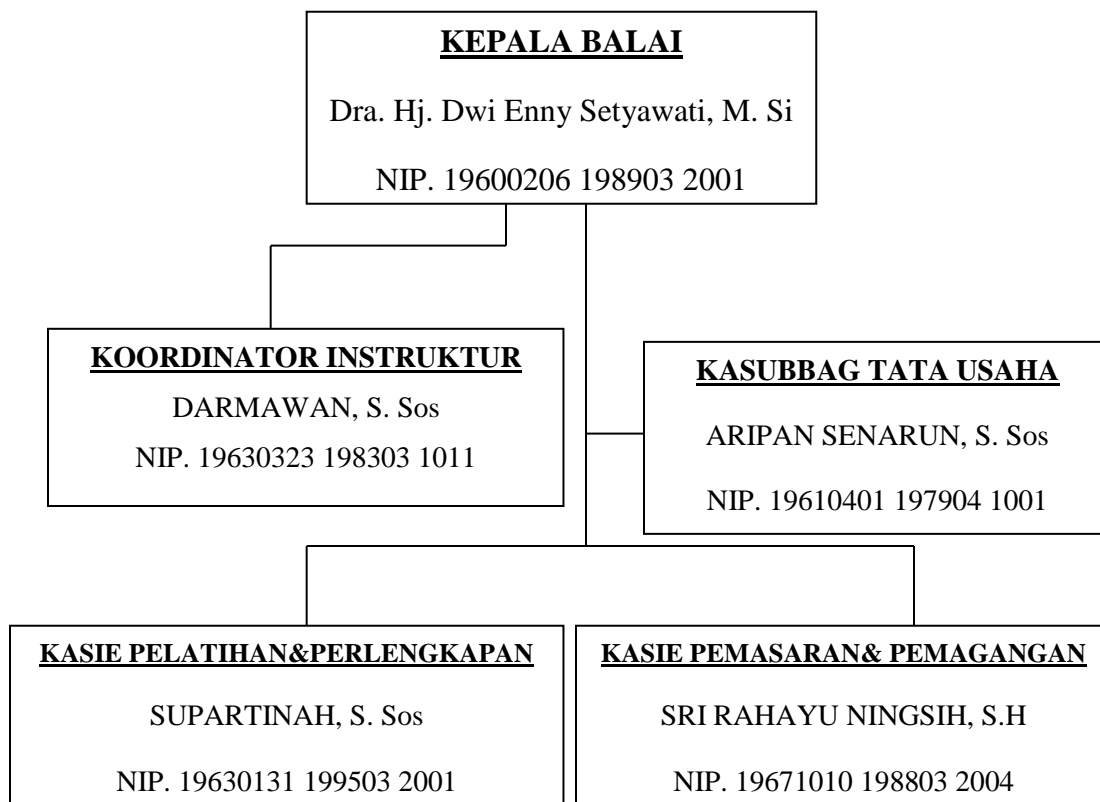 KEPALA BALAI
Dra. Hj. Dwi Enny Setyawati, M. Si
NIP. 19600206 198903 2001
KOORDINATOR INSTRUKTUR
DARMAWAN, S. Sos
NIP. 19630323 198303 1011
KASUBBAG TATA USAHA
ARIPAN SENARUN, S. Sos
NIP. 19610401 197904 1001
KASIE PELATIHAN&PERLENGKAPAN
SUPARTINAH, S. Sos
NIP. 19630131 199503 2001
KASIE PEMASARAN& PEMAGANGAN
SRI RAHAYU NINGSIH, S.H
NIP. 19671010 198803 2004